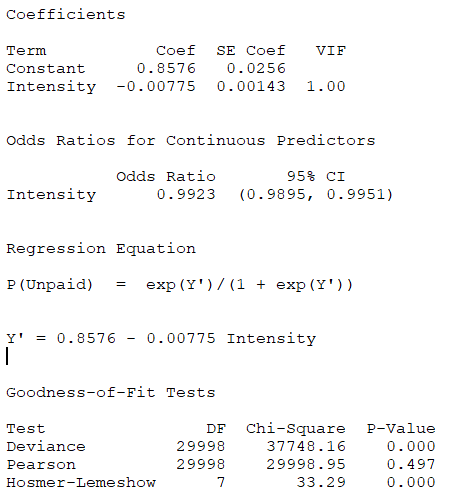 Coefficients
Term Coef SE Coef VIF
Constant 0.8576 0.0256
Intensity -0.00775 0.00143 1.00
Odds Ratios for Continuous Predictors
Odds Ratio 95% CI
Intensity 0.9923 (0.9895, 0.9951)
Regression Equation
P(Unpaid) = exp(Y')/(1 + exp(Y'))
Y' = 0.8576 - 0.00775 Intensity
Goodness-of-Fit Tests
Test DF Chi-Square P-Value
Deviance 29998 37748.16 0.000
Pearson 29998 29998.95 0.497
Hosmer-Lemeshow 7 33.29 0.000